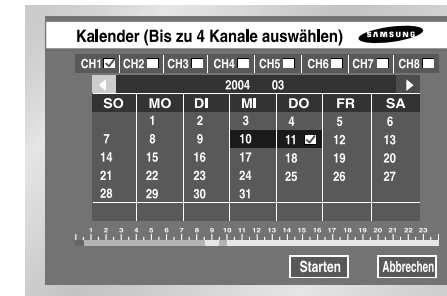 Kalender (Bis zu 4 Kanale auswählen) SAMSUNG
CH1 CH2 CH3 CH4 CH5 CH6 CH7 CH8
2004 03
SO MO DI MI DO FR SA
1 2 3 4 5 6
7 8 9 10 11 12 13
14 15 16 17 18 19 20
21 22 23 24 25 26 27
28 29 30 31
1 2 3 4 5 6 7 8 9 10 11 12 13 14 15 16 17 18 19 20 21 22 23
Starten Abbrechen